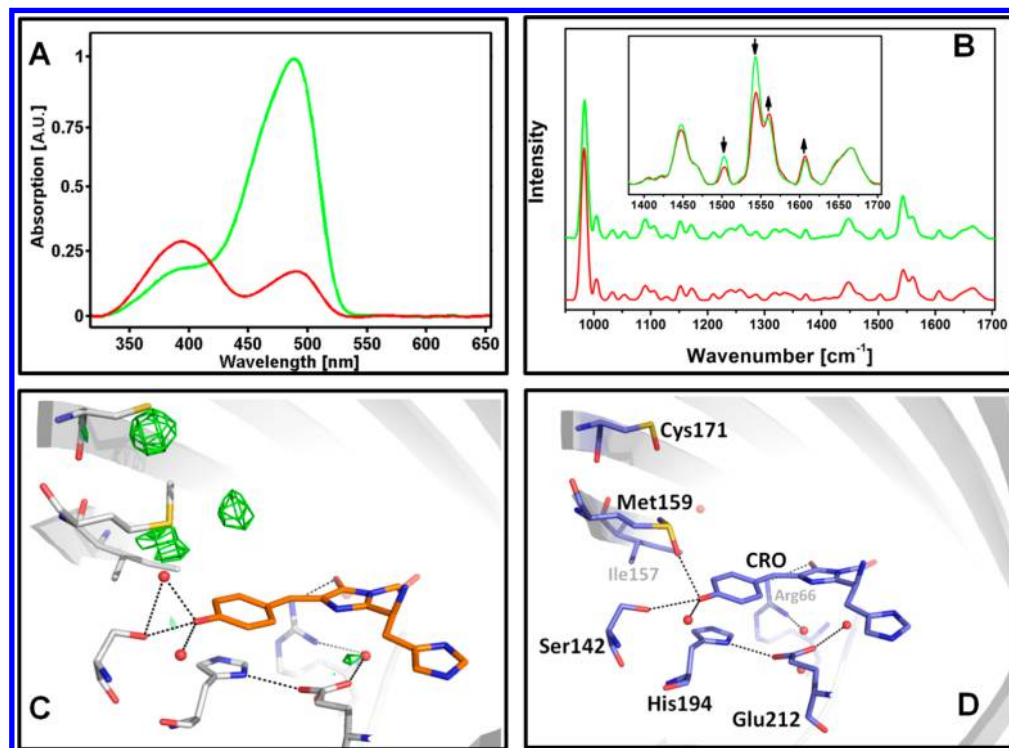 A
1
0.75
0.5
0.25
0
Absorption [A.U.]
350 400 450 500 550 600 650
Wavelength [nm]
B
1400 1450 1500 1550 1600 1650 1700
Intensity
1000 1100 1200 1300 1400 1500 1600 1700
Wavenumber [cm⁻¹]
C
Cys171
Met159
Ile157
CRO
Arg66
Ser142
His194
Glu212
D